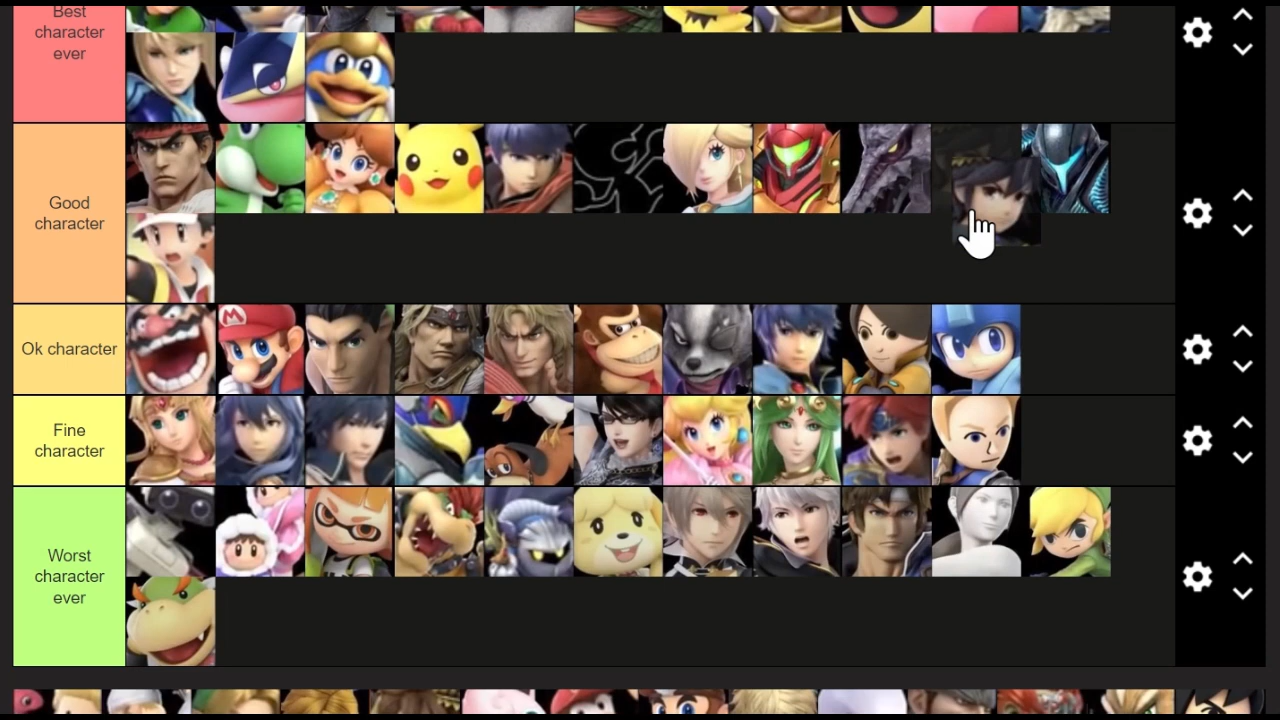 Best
character
ever
Good
character
Ok character
Fine
character
Worst
character
ever